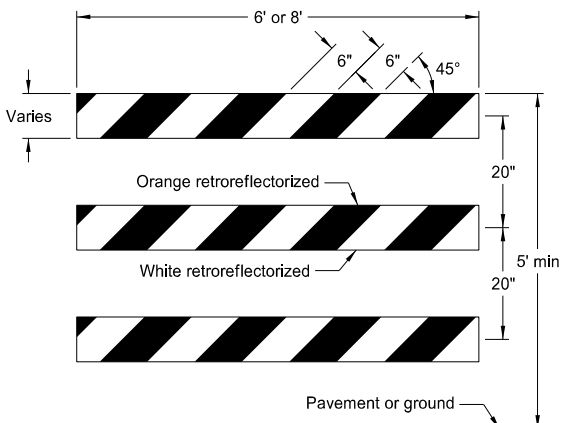 6' or 8'
6"
6"
45°
Varies
20"
Orange retroreflectorized
White retroreflectorized
5' min
20"
Pavement or ground